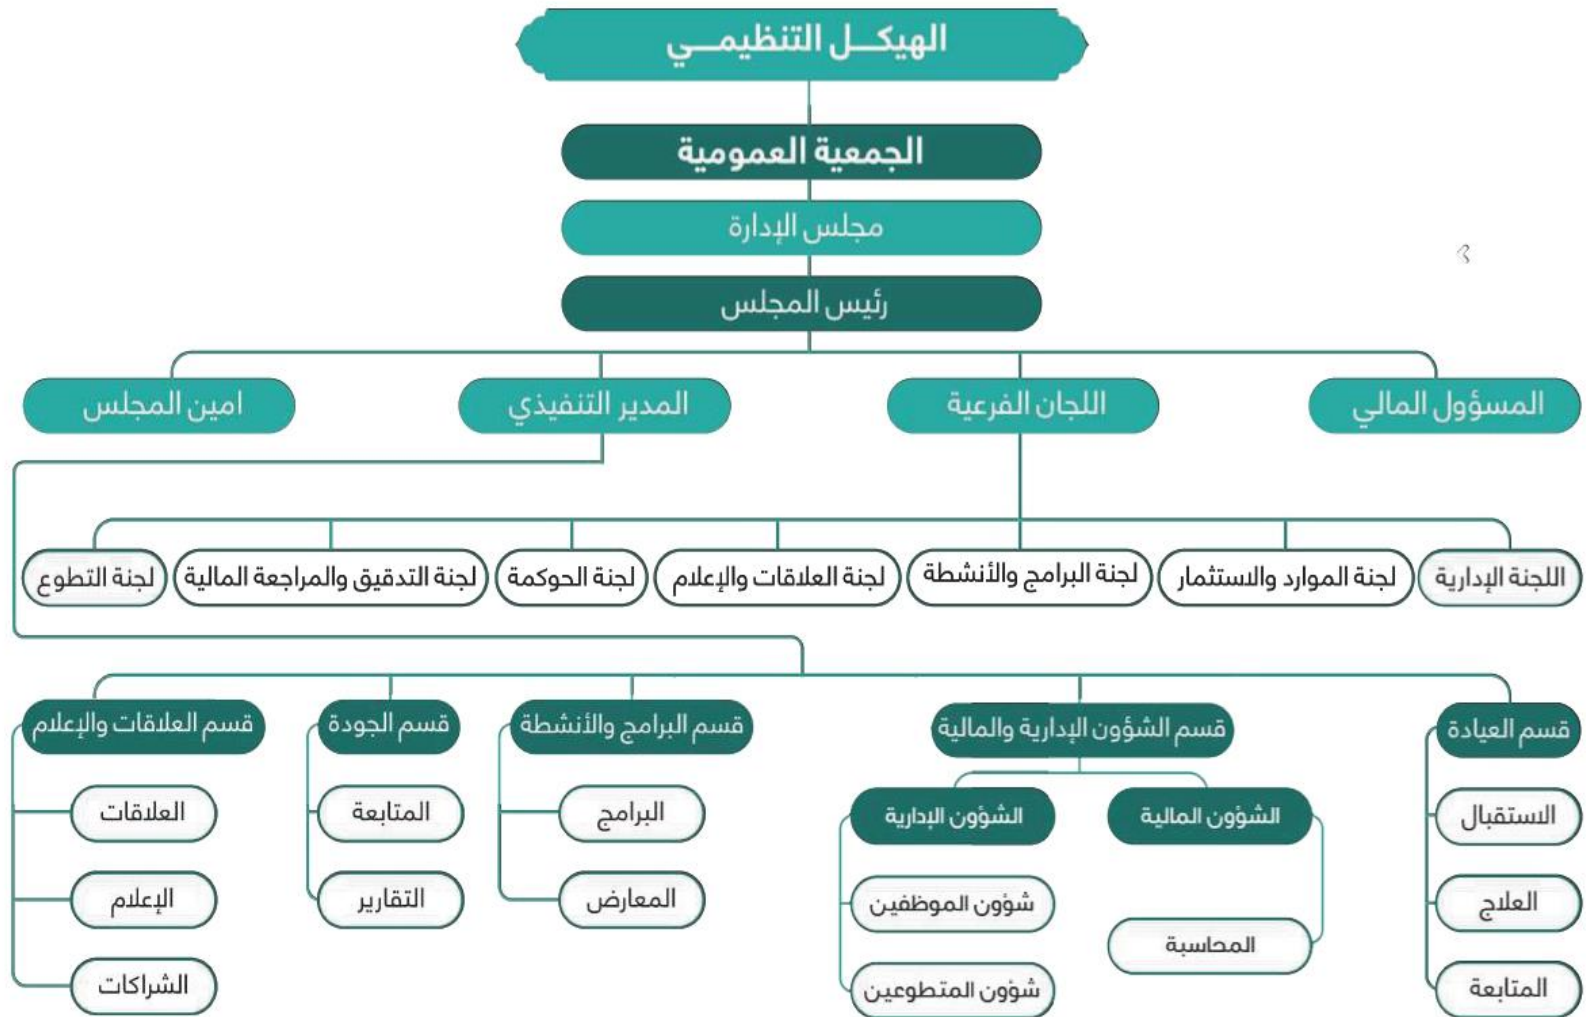 الهيكل التنظيمي
الجمعية العمومية
مجلس الإدارة
رئيس المجلس
المسؤول المالي
اللجان الفرعية
المدير التنفيذي
امين المجلس
اللجنة الإدارية
لجنة الموارد والاستثمار
لجنة البرامج والأنشطة
لجنة العلاقات والإعلام
لجنة الحوكمة
لجنة التدقيق والمراجعة المالية
لجنة التطوع
قسم العيادة
الاستقبال
العلاج
المتابعة
قسم الشؤون الإدارية والمالية
الشؤون المالية
المحاسبة
الشؤون الإدارية
شؤون الموظفين
شؤون المتطوعين
قسم البرامج والأنشطة
البرامج
المعارض
قسم الجودة
المتابعة
التقارير
قسم العلاقات والإعلام
العلاقات
الإعلام
الشراكات